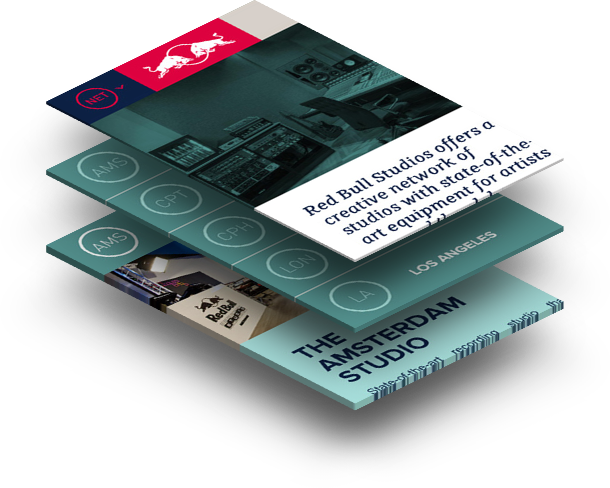 NET
Red Bull Studios offers a
creative network of
studios with state-of-the-
art equipment for artists
AMS
CPT
CPH
LON
LA
LOS ANGELES
AMS
Red Bull
THE
AMSTERDAM
STUDIO
State-of-the-art recording studio